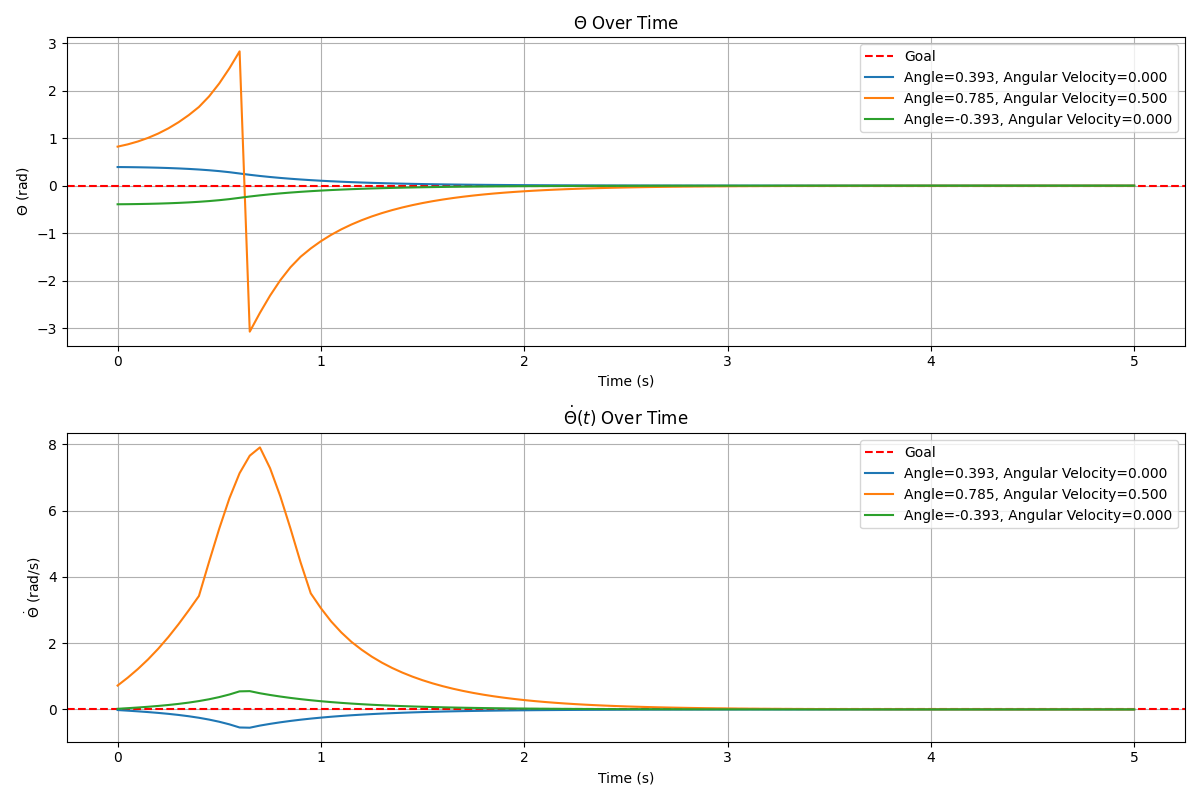 Θ Over Time
Θ (rad)
3
2
1
0
−1
−2
−3
Goal
Angle=0.393, Angular Velocity=0.000
Angle=0.785, Angular Velocity=0.500
Angle=-0.393, Angular Velocity=0.000
0 1 2 3 4 5
Time (s)
Θ̇(t) Over Time
Θ̇ (rad/s)
8
6
4
2
0
Goal
Angle=0.393, Angular Velocity=0.000
Angle=0.785, Angular Velocity=0.500
Angle=-0.393, Angular Velocity=0.000
0 1 2 3 4 5
Time (s)